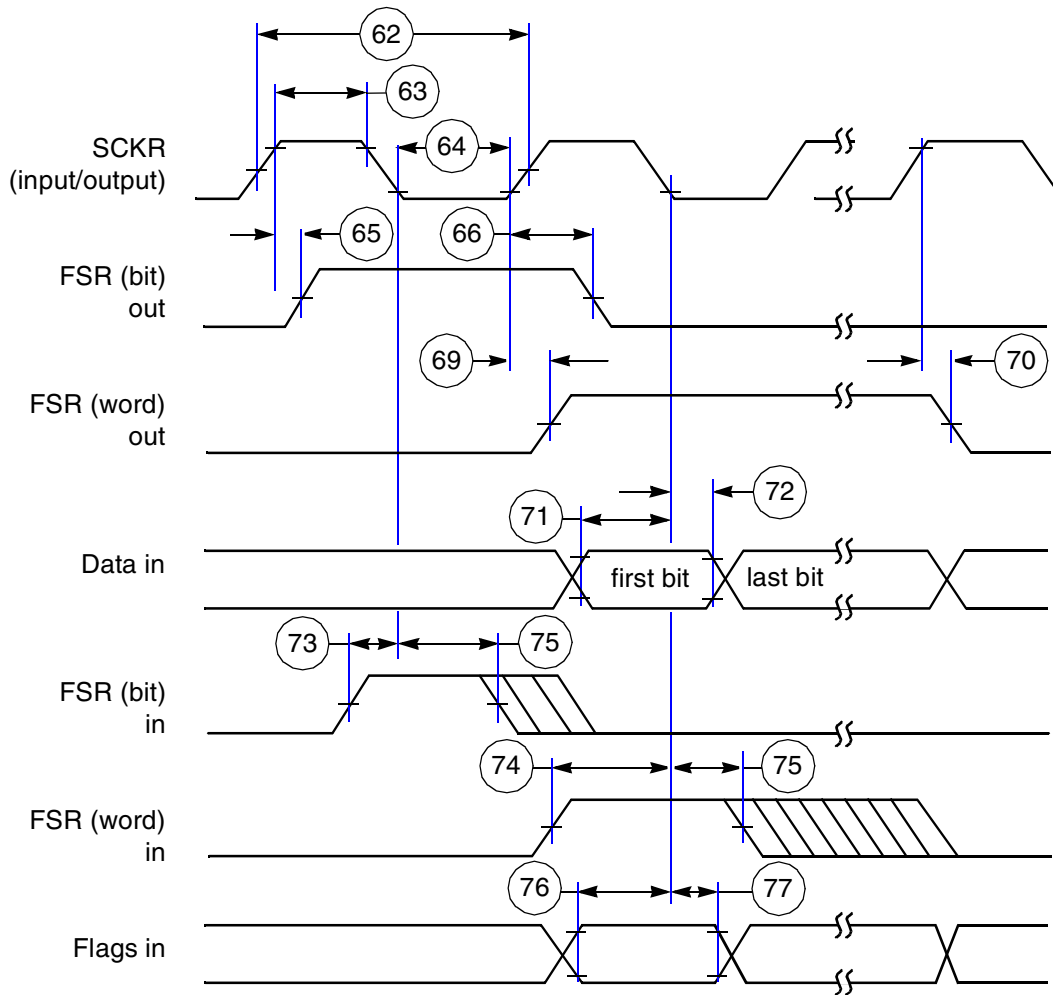 62
63
SCKR
(input/output)
64
65
66
FSR (bit)
out
69
70
FSR (word)
out
71
72
Data in
first bit
last bit
73
75
FSR (bit)
in
74
75
FSR (word)
in
76
77
Flags in